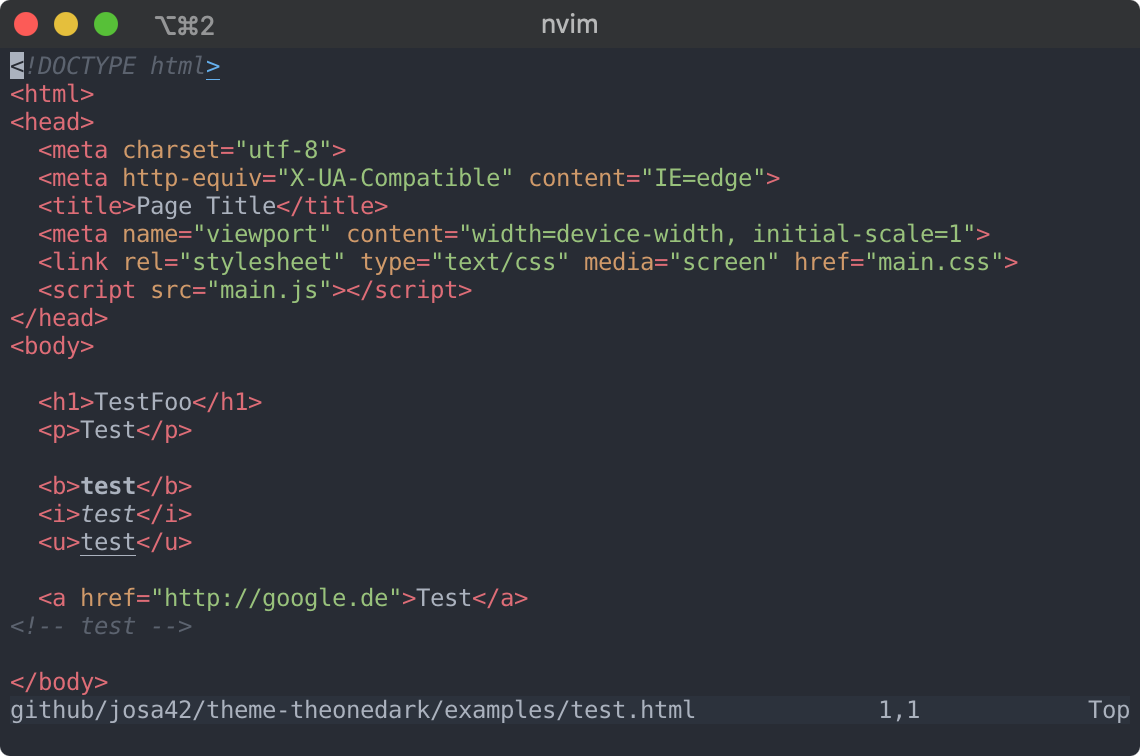 ⌥⌘2 nvim
<!DOCTYPE html>
<html>
<head>
  <meta charset="utf-8">
  <meta http-equiv="X-UA-Compatible" content="IE=edge">
  <title>Page Title</title>
  <meta name="viewport" content="width=device-width, initial-scale=1">
  <link rel="stylesheet" type="text/css" media="screen" href="main.css">
  <script src="main.js"></script>
</head>
<body>

  <h1>TestFoo</h1>
  <p>Test</p>

  <b>test</b>
  <i>test</i>
  <u>test</u>

  <a href="http://google.de">Test</a>
<!-- test -->

</body>
github/josa42/theme-theonedark/examples/test.html 1,1 Top